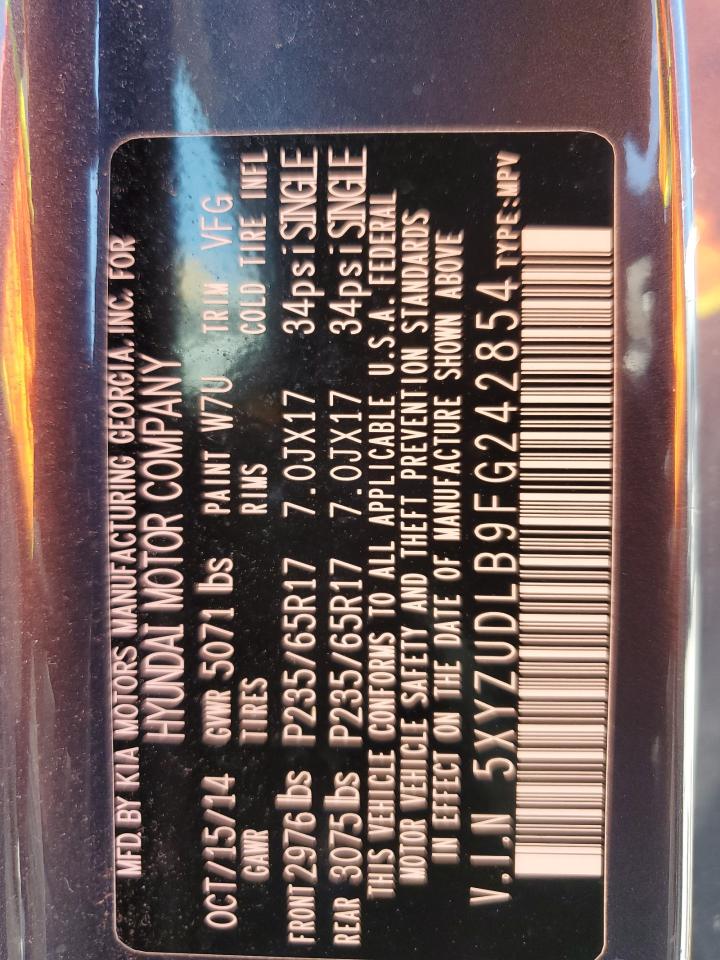 MFD. BY KIA MOTORS MANUFACTURING GEORGIA, INC. FOR
HYUNDAI MOTOR COMPANY
OCT/15/14 GVWR 5071 lbs PAINT W7U TRIM VFG
GAWR TIRES RIMS COLD TIRE INFL
FRONT 2976 lbs P235/65R17 7.0JX17 34psi SINGLE
REAR 3075 lbs P235/65R17 7.0JX17 34psi SINGLE
THIS VEHICLE CONFORMS TO ALL APPLICABLE U.S.A. FEDERAL
MOTOR VEHICLE SAFETY AND THEFT PREVENTION STANDARDS
IN EFFECT ON THE DATE OF MANUFACTURE SHOWN ABOVE
V.I.N 5XYZUDLB9FG242854 TYPE:MPV